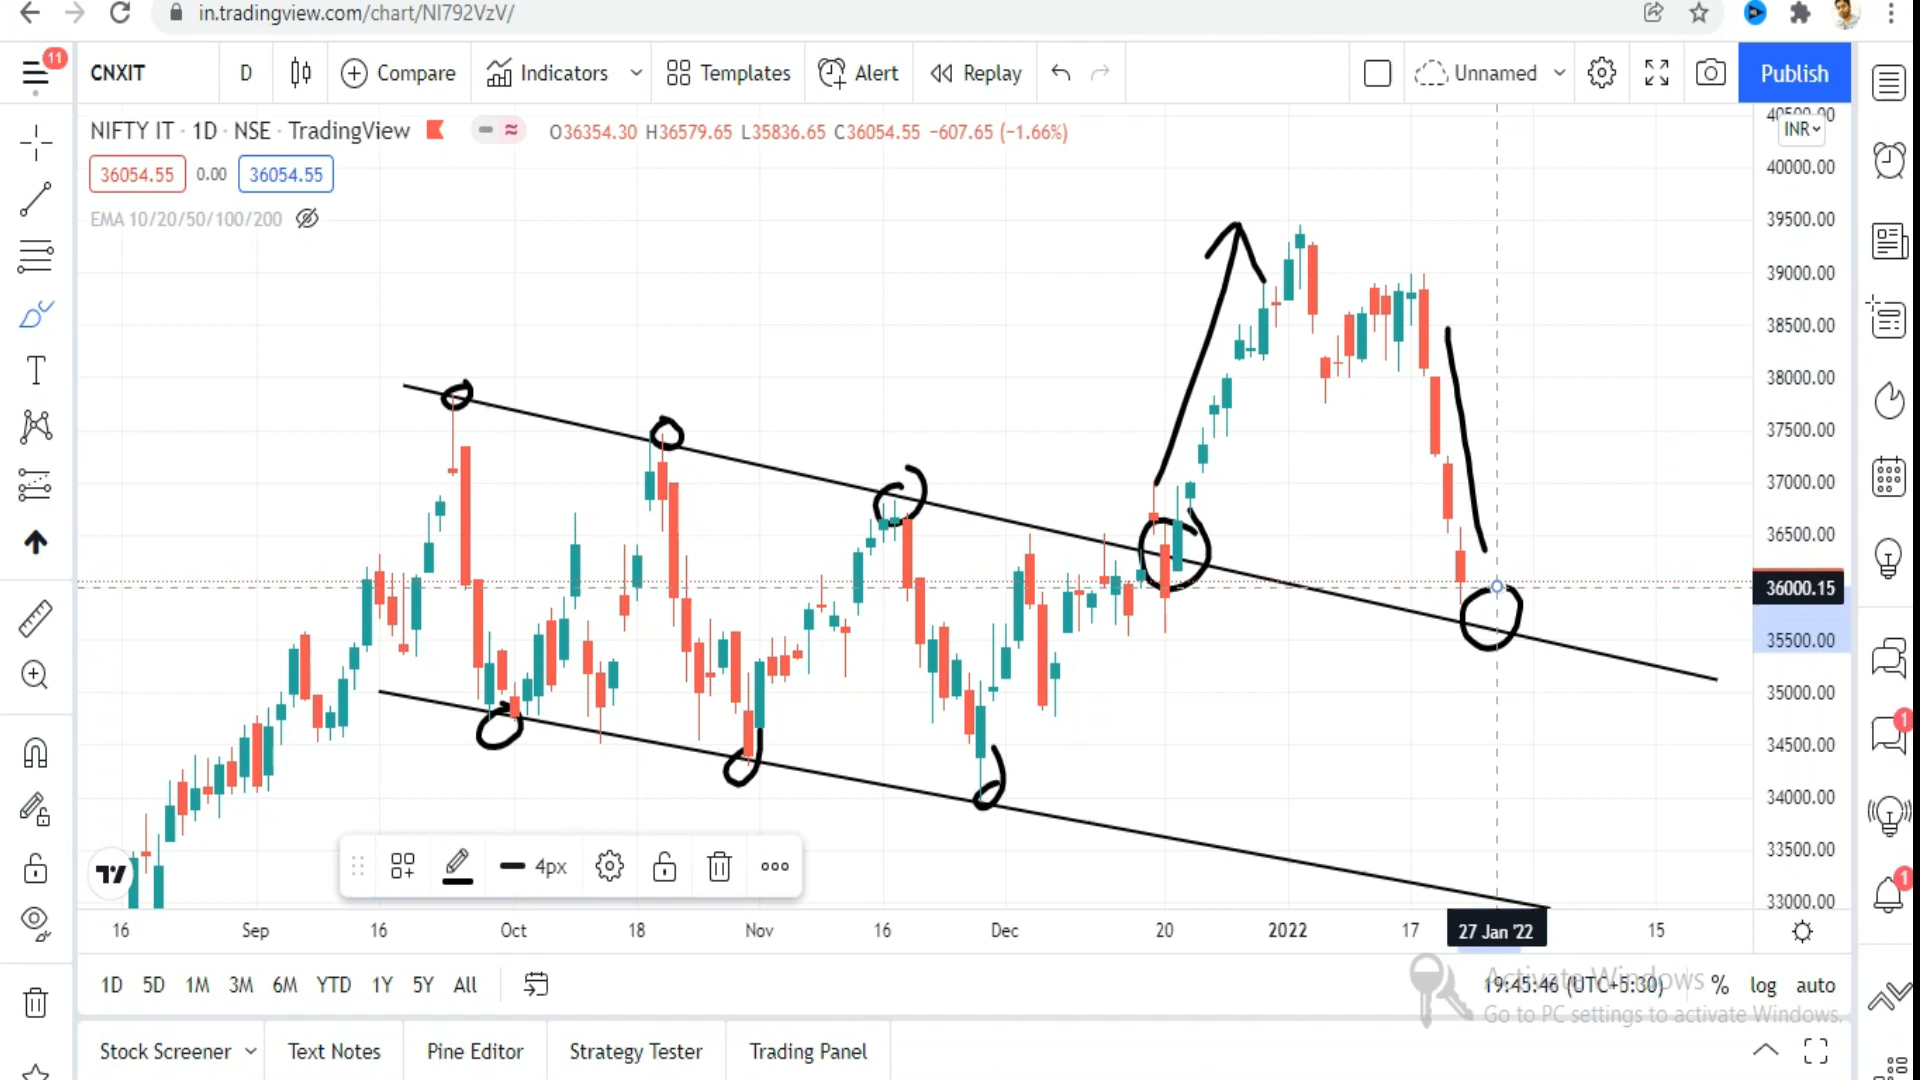 in.tradingview.com/chart/NI792VzV/
11
CNXIT D Compare Indicators Templates Alert Replay Unnamed Publish
NIFTY IT · 1D · NSE · TradingView O36354.30 H36579.65 L35836.65 C36054.55 −607.65 (−1.66%)
36054.55 0.00 36054.55
EMA 10/20/50/100/200
40500.00
INR
40000.00
39500.00
39000.00
38500.00
38000.00
37500.00
37000.00
36500.00
36000.15
35500.00
35000.00
34500.00
34000.00
33500.00
33000.00
1
1
4px
16 Sep 16 Oct 18 Nov 16 Dec 20 2022 17 27 Jan '22 15
1D 5D 1M 3M 6M YTD 1Y 5Y All 19:45:46 (UTC+5:30) % log auto
Activate Windows
Go to PC settings to activate Windows.
Stock Screener Text Notes Pine Editor Strategy Tester Trading Panel